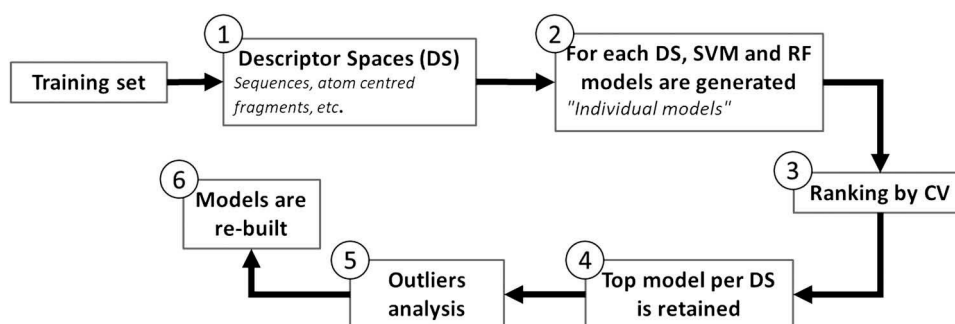 Training set
1
Descriptor Spaces (DS)
Sequences, atom centred
fragments, etc.
2
For each DS, SVM and RF
models are generated
"Individual models"
3
Ranking by CV
4
Top model per DS
is retained
5
Outliers
analysis
6
Models are
re-built